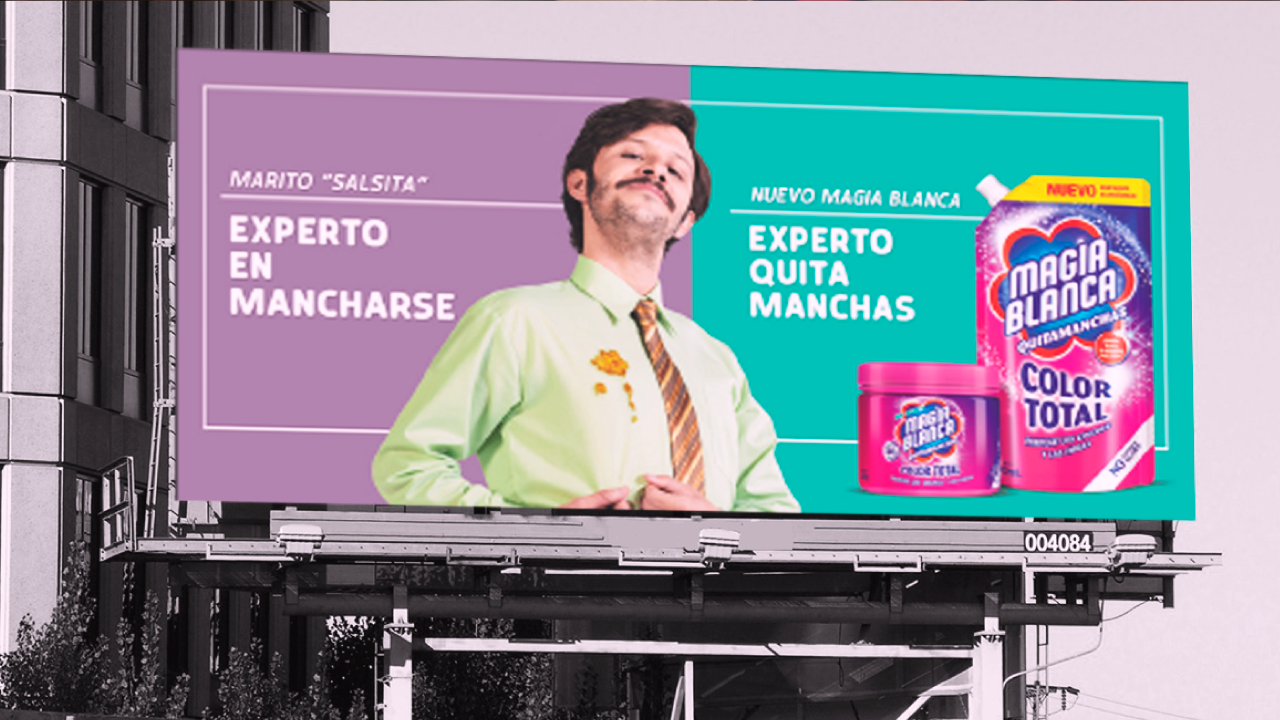 MARITO "SALSITA"
EXPERTO
EN
MANCHARSE
NUEVO MAGIA BLANCA
EXPERTO
QUITA
MANCHAS
NUEVO
MAGIA
BLANCA
QUITAMANCHAS
COLOR
TOTAL
MAGIA
BLANCA
COLOR TOTAL
004084